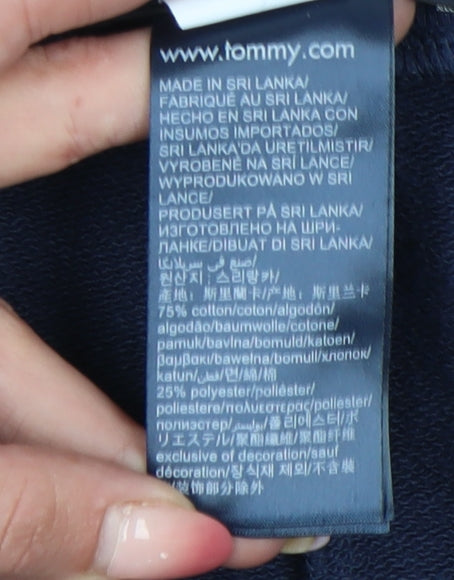 www.tommy.com
MADE IN SRI LANKA/
FABRIQUÉ AU SRI LANKA/
HECHO EN SRI LANKA CON
INSUMOS IMPORTADOS/
SRI LANKA'DA URETILMISTIR/
VYROBENÉ NA SRÍ LANCE/
WYPRODUKOWANO W SRI
LANCE/
PRODUSERT PÅ SRI LANKA/
ИЗГОТОВЛЕНО НА ШРИ-
ЛАНКЕ/DIBUAT DI SRI LANKA/
صنع في سريلانكا/
원산지 : 스리랑카/
產地: 斯里蘭卡/产地: 斯里兰卡
75% cotton/coton/algodón/
algodão/baumwolle/cotone/
pamuk/bavlna/bomuld/katoen/
βαμβακι/bawełna/bomull/хлопок/
katun/قطن/면/綿/棉
25% polyester/poliéster/
poliestere/πολυεστερας/poliester/
полиэстер/بوليستر/폴리에스터/ポ
リエステル/聚酯纖維/聚酯纤维
exclusive of decoration/sauf
décoration/장식재 제외/不含裝
/装饰部分除外